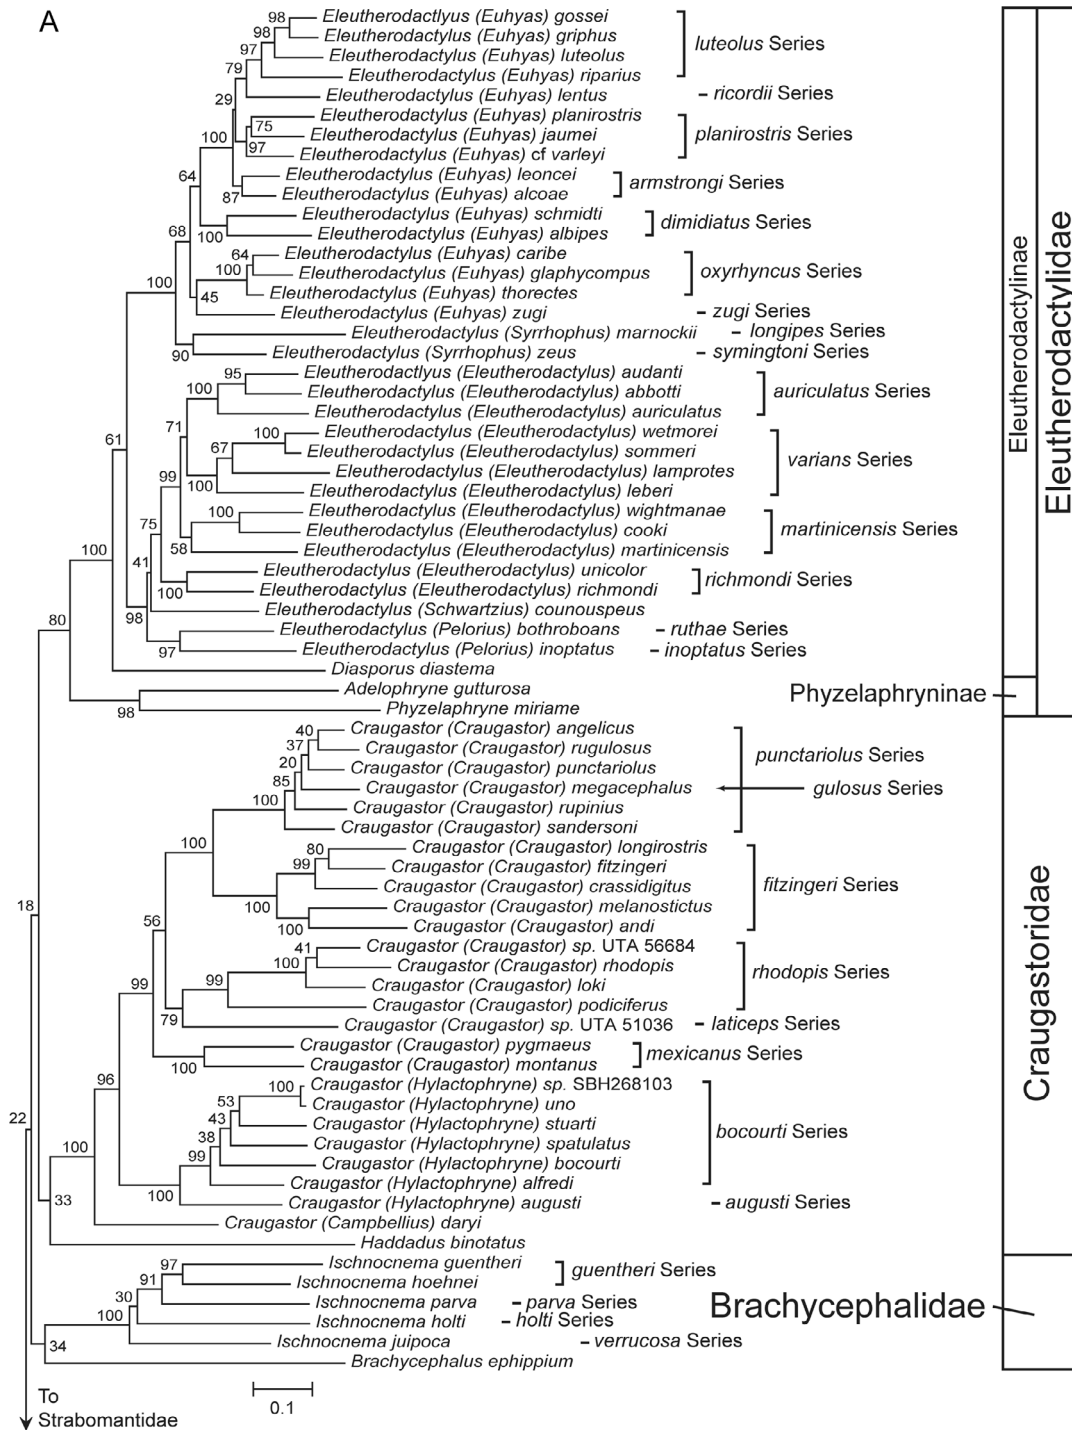 A
98 Eleutherodactlyus (Euhyas) gossei
98 Eleutherodactylus (Euhyas) griphus
97 Eleutherodactylus (Euhyas) luteolus
luteolus Series
79 Eleutherodactylus (Euhyas) riparius
29 Eleutherodactylus (Euhyas) lentus
ricordii Series
Eleutherodactylus (Euhyas) planirostris
100 75 Eleutherodactylus (Euhyas) jaumei
planirostris Series
97 Eleutherodactylus (Euhyas) cf varleyi
64 Eleutherodactylus (Euhyas) leoncei
87 Eleutherodactylus (Euhyas) alcoae
armstrongi Series
Eleutherodactylus (Euhyas) schmidti
68 100 Eleutherodactylus (Euhyas) albipes
dimidiatus Series
64 Eleutherodactylus (Euhyas) caribe
100 Eleutherodactylus (Euhyas) glaphycompus
oxyrhyncus Series
100 45 Eleutherodactylus (Euhyas) thorectes
Eleutherodactylus (Euhyas) zugi
zugi Series
Eleutherodactylus (Syrrhophus) marnockii
longipes Series
90 Eleutherodactylus (Syrrhophus) zeus
symingtoni Series
95 Eleutherodactlyus (Eleutherodactylus) audanti
100 Eleutherodactylus (Eleutherodactylus) abbotti
auriculatus Series
Eleutherodactylus (Eleutherodactylus) auriculatus
71 100 Eleutherodactylus (Eleutherodactylus) wetmorei
61 67 Eleutherodactylus (Eleutherodactylus) sommeri
varians Series
99 Eleutherodactylus (Eleutherodactylus) lamprotes
100 Eleutherodactylus (Eleutherodactylus) leberi
75 100 Eleutherodactylus (Eleutherodactylus) wightmanae
Eleutherodactylus (Eleutherodactylus) cooki
martinicensis Series
100 41 58 Eleutherodactylus (Eleutherodactylus) martinicensis
Eleutherodactylus (Eleutherodactylus) unicolor
100 Eleutherodactylus (Eleutherodactylus) richmondi
richmondi Series
98 Eleutherodactylus (Schwartzius) counouspeus
80 Eleutherodactylus (Pelorius) bothroboans
ruthae Series
97 Eleutherodactylus (Pelorius) inoptatus
inoptatus Series
Diasporus diastema
Eleutherodactylinae
Eleutherodactylidae
Adelophryne gutturosa
Phyzelaphryninae
98 Phyzelaphryne miriame
40 Craugastor (Craugastor) angelicus
37 Craugastor (Craugastor) rugulosus
punctariolus Series
20 Craugastor (Craugastor) punctariolus
85 Craugastor (Craugastor) megacephalus
gulosus Series
100 Craugastor (Craugastor) rupinius
Craugastor (Craugastor) sandersoni
100 80 Craugastor (Craugastor) longirostris
99 Craugastor (Craugastor) fitzingeri
Craugastor (Craugastor) crassidigitus
fitzingeri Series
18 100 Craugastor (Craugastor) melanostictus
56 100 Craugastor (Craugastor) andi
41 Craugastor (Craugastor) sp. UTA 56684
100 Craugastor (Craugastor) rhodopis
rhodopis Series
99 99 Craugastor (Craugastor) loki
Craugastor (Craugastor) podiciferus
79 Craugastor (Craugastor) sp. UTA 51036
laticeps Series
Craugastor (Craugastor) pygmaeus
mexicanus Series
100 Craugastor (Craugastor) montanus
96 100 Craugastor (Hylactophryne) sp. SBH268103
53 Craugastor (Hylactophryne) uno
22 43 Craugastor (Hylactophryne) stuarti
bocourti Series
100 38 Craugastor (Hylactophryne) spatulatus
99 Craugastor (Hylactophryne) bocourti
Craugastor (Hylactophryne) alfredi
33 100 Craugastor (Hylactophryne) augusti
augusti Series
Craugastor (Campbellius) daryi
Haddadus binotatus
Craugastoridae
97 Ischnocnema guentheri
guentheri Series
91 Ischnocnema hoehnei
30 Ischnocnema parva
parva Series
100 Ischnocnema holti
holti Series
Brachycephalidae
34 Ischnocnema juipoca
verrucosa Series
Brachycephalus ephippium
To
Strabomantidae
0.1